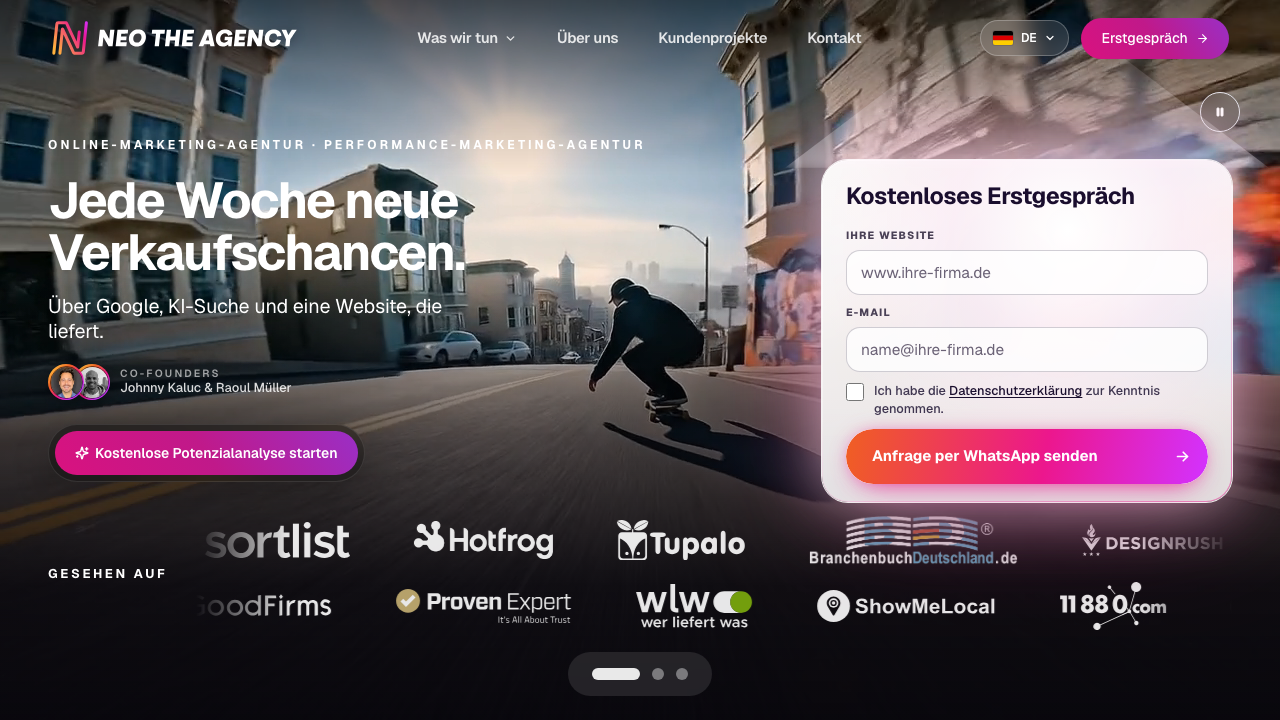 NEO THE AGENCY
Was wir tun
Über uns
Kundenprojekte
Kontakt
DE
Erstgespräch
ONLINE-MARKETING-AGENTUR · PERFORMANCE-MARKETING-AGENTUR
Jede Woche neue
Verkaufschancen.
Über Google, KI-Suche und eine Website, die
liefert.
CO-FOUNDERS
Johnny Kaluc & Raoul Müller
Kostenlose Potenzialanalyse starten
Kostenloses Erstgespräch
IHRE WEBSITE
www.ihre-firma.de
E-MAIL
name@ihre-firma.de
Ich habe die Datenschutzerklärung zur Kenntnis
genommen.
Anfrage per WhatsApp senden
GESEHEN AUF
sortlist
Hotfrog
Tupalo
BranchenbuchDeutschland.de
®
DESIGNRUSH
GoodFirms
Proven Expert
It's All About Trust
wlw
wer liefert was
ShowMeLocal
11880.com